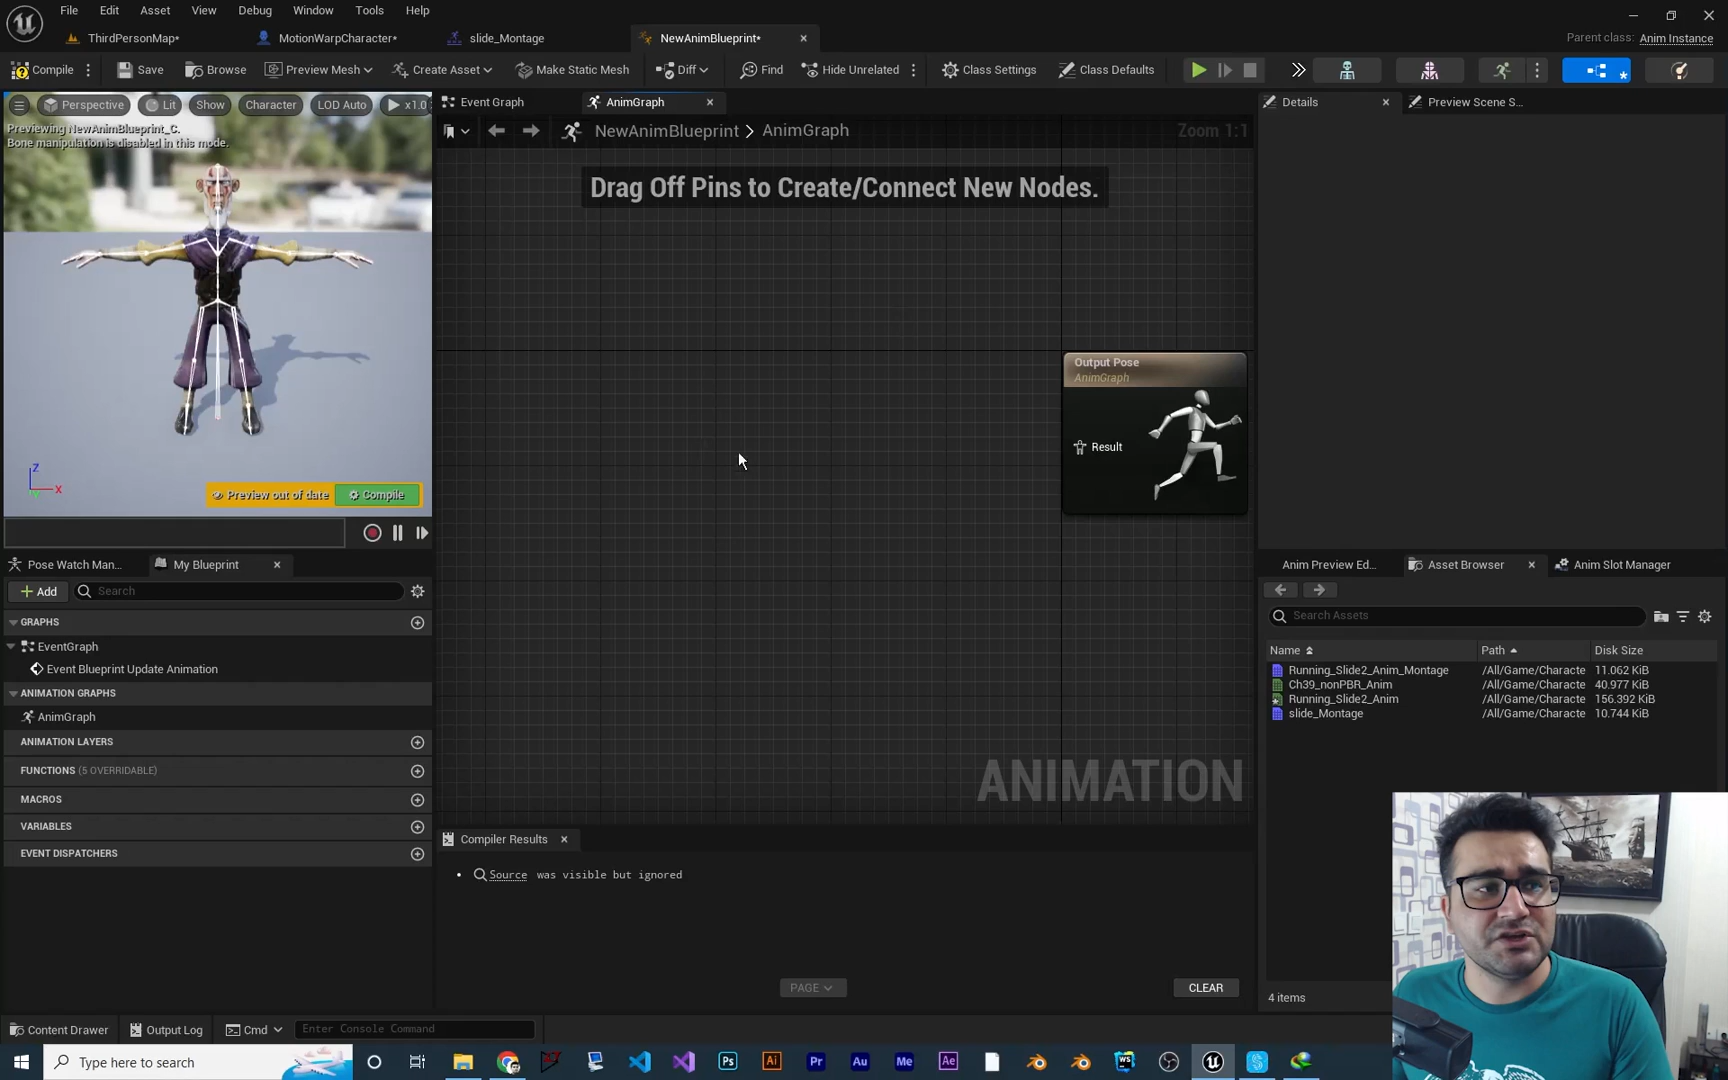 File Edit Asset View Debug Window Tools Help
ThirdPersonMap* MotionWarpCharacter* slide_Montage NewAnimBlueprint* Parent class: Anim Instance
Compile Save Browse Preview Mesh Create Asset Make Static Mesh Diff Find Hide Unrelated Class Settings Class Defaults
Perspective Lit Show Character LOD Auto x1.0
Previewing NewAnimBlueprint_C.
Bone manipulation is disabled in this mode.
Z
X
Preview out of date Compile
Event Graph AnimGraph
NewAnimBlueprint > AnimGraph Zoom 1:1
Drag Off Pins to Create/Connect New Nodes.
Output Pose
AnimGraph
Result
ANIMATION
Details Preview Scene S...
Pose Watch Man... My Blueprint
Add Search
GRAPHS
EventGraph
Event Blueprint Update Animation
ANIMATION GRAPHS
AnimGraph
ANIMATION LAYERS
FUNCTIONS (5 OVERRIDABLE)
MACROS
VARIABLES
EVENT DISPATCHERS
Compiler Results
Source was visible but ignored
PAGE CLEAR
Anim Preview Ed... Asset Browser Anim Slot Manager
Search Assets
Name Path Disk Size
Running_Slide2_Anim_Montage /All/Game/Characte 11.062 KiB
Ch39_nonPBR_Anim /All/Game/Characte 40.977 KiB
Running_Slide2_Anim /All/Game/Characte 156.392 KiB
slide_Montage /All/Game/Characte 10.744 KiB
4 items
Content Drawer Output Log Cmd Enter Console Command
Type here to search Ps Ai Pr Au Me Ae WS